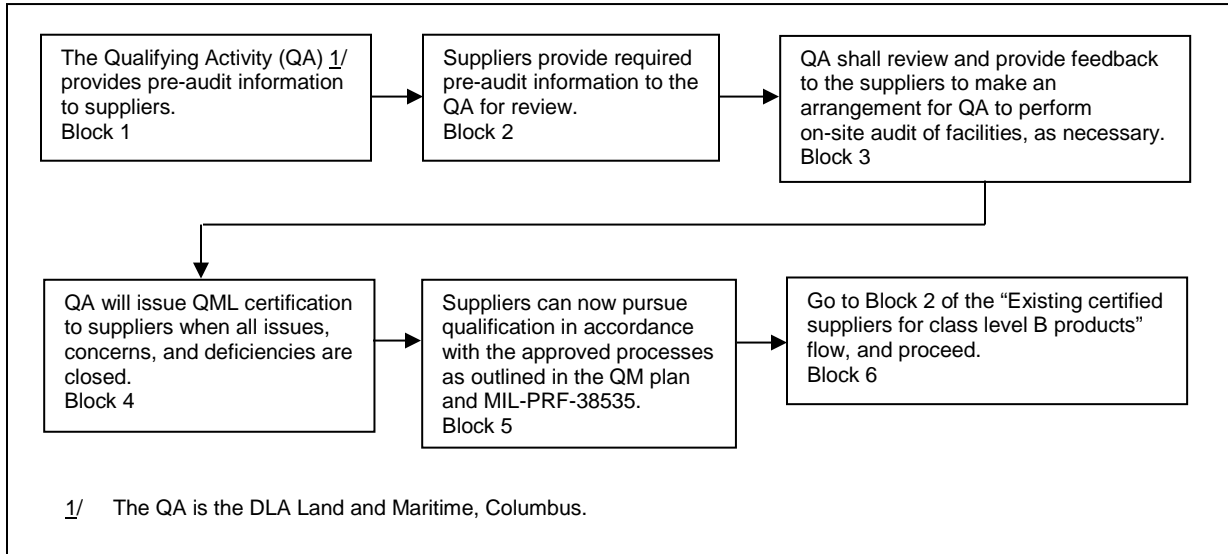 The Qualifying Activity (QA) 1/
provides pre-audit information
to suppliers.
Block 1
Suppliers provide required
pre-audit information to the
QA for review.
Block 2
QA shall review and provide feedback
to the suppliers to make an
arrangement for QA to perform
on-site audit of facilities, as necessary.
Block 3
QA will issue QML certification
to suppliers when all issues,
concerns, and deficiencies are
closed.
Block 4
Suppliers can now pursue
qualification in accordance
with the approved processes
as outlined in the QM plan
and MIL-PRF-38535.
Block 5
Go to Block 2 of the “Existing certified
suppliers for class level B products”
flow, and proceed.
Block 6
1/ The QA is the DLA Land and Maritime, Columbus.